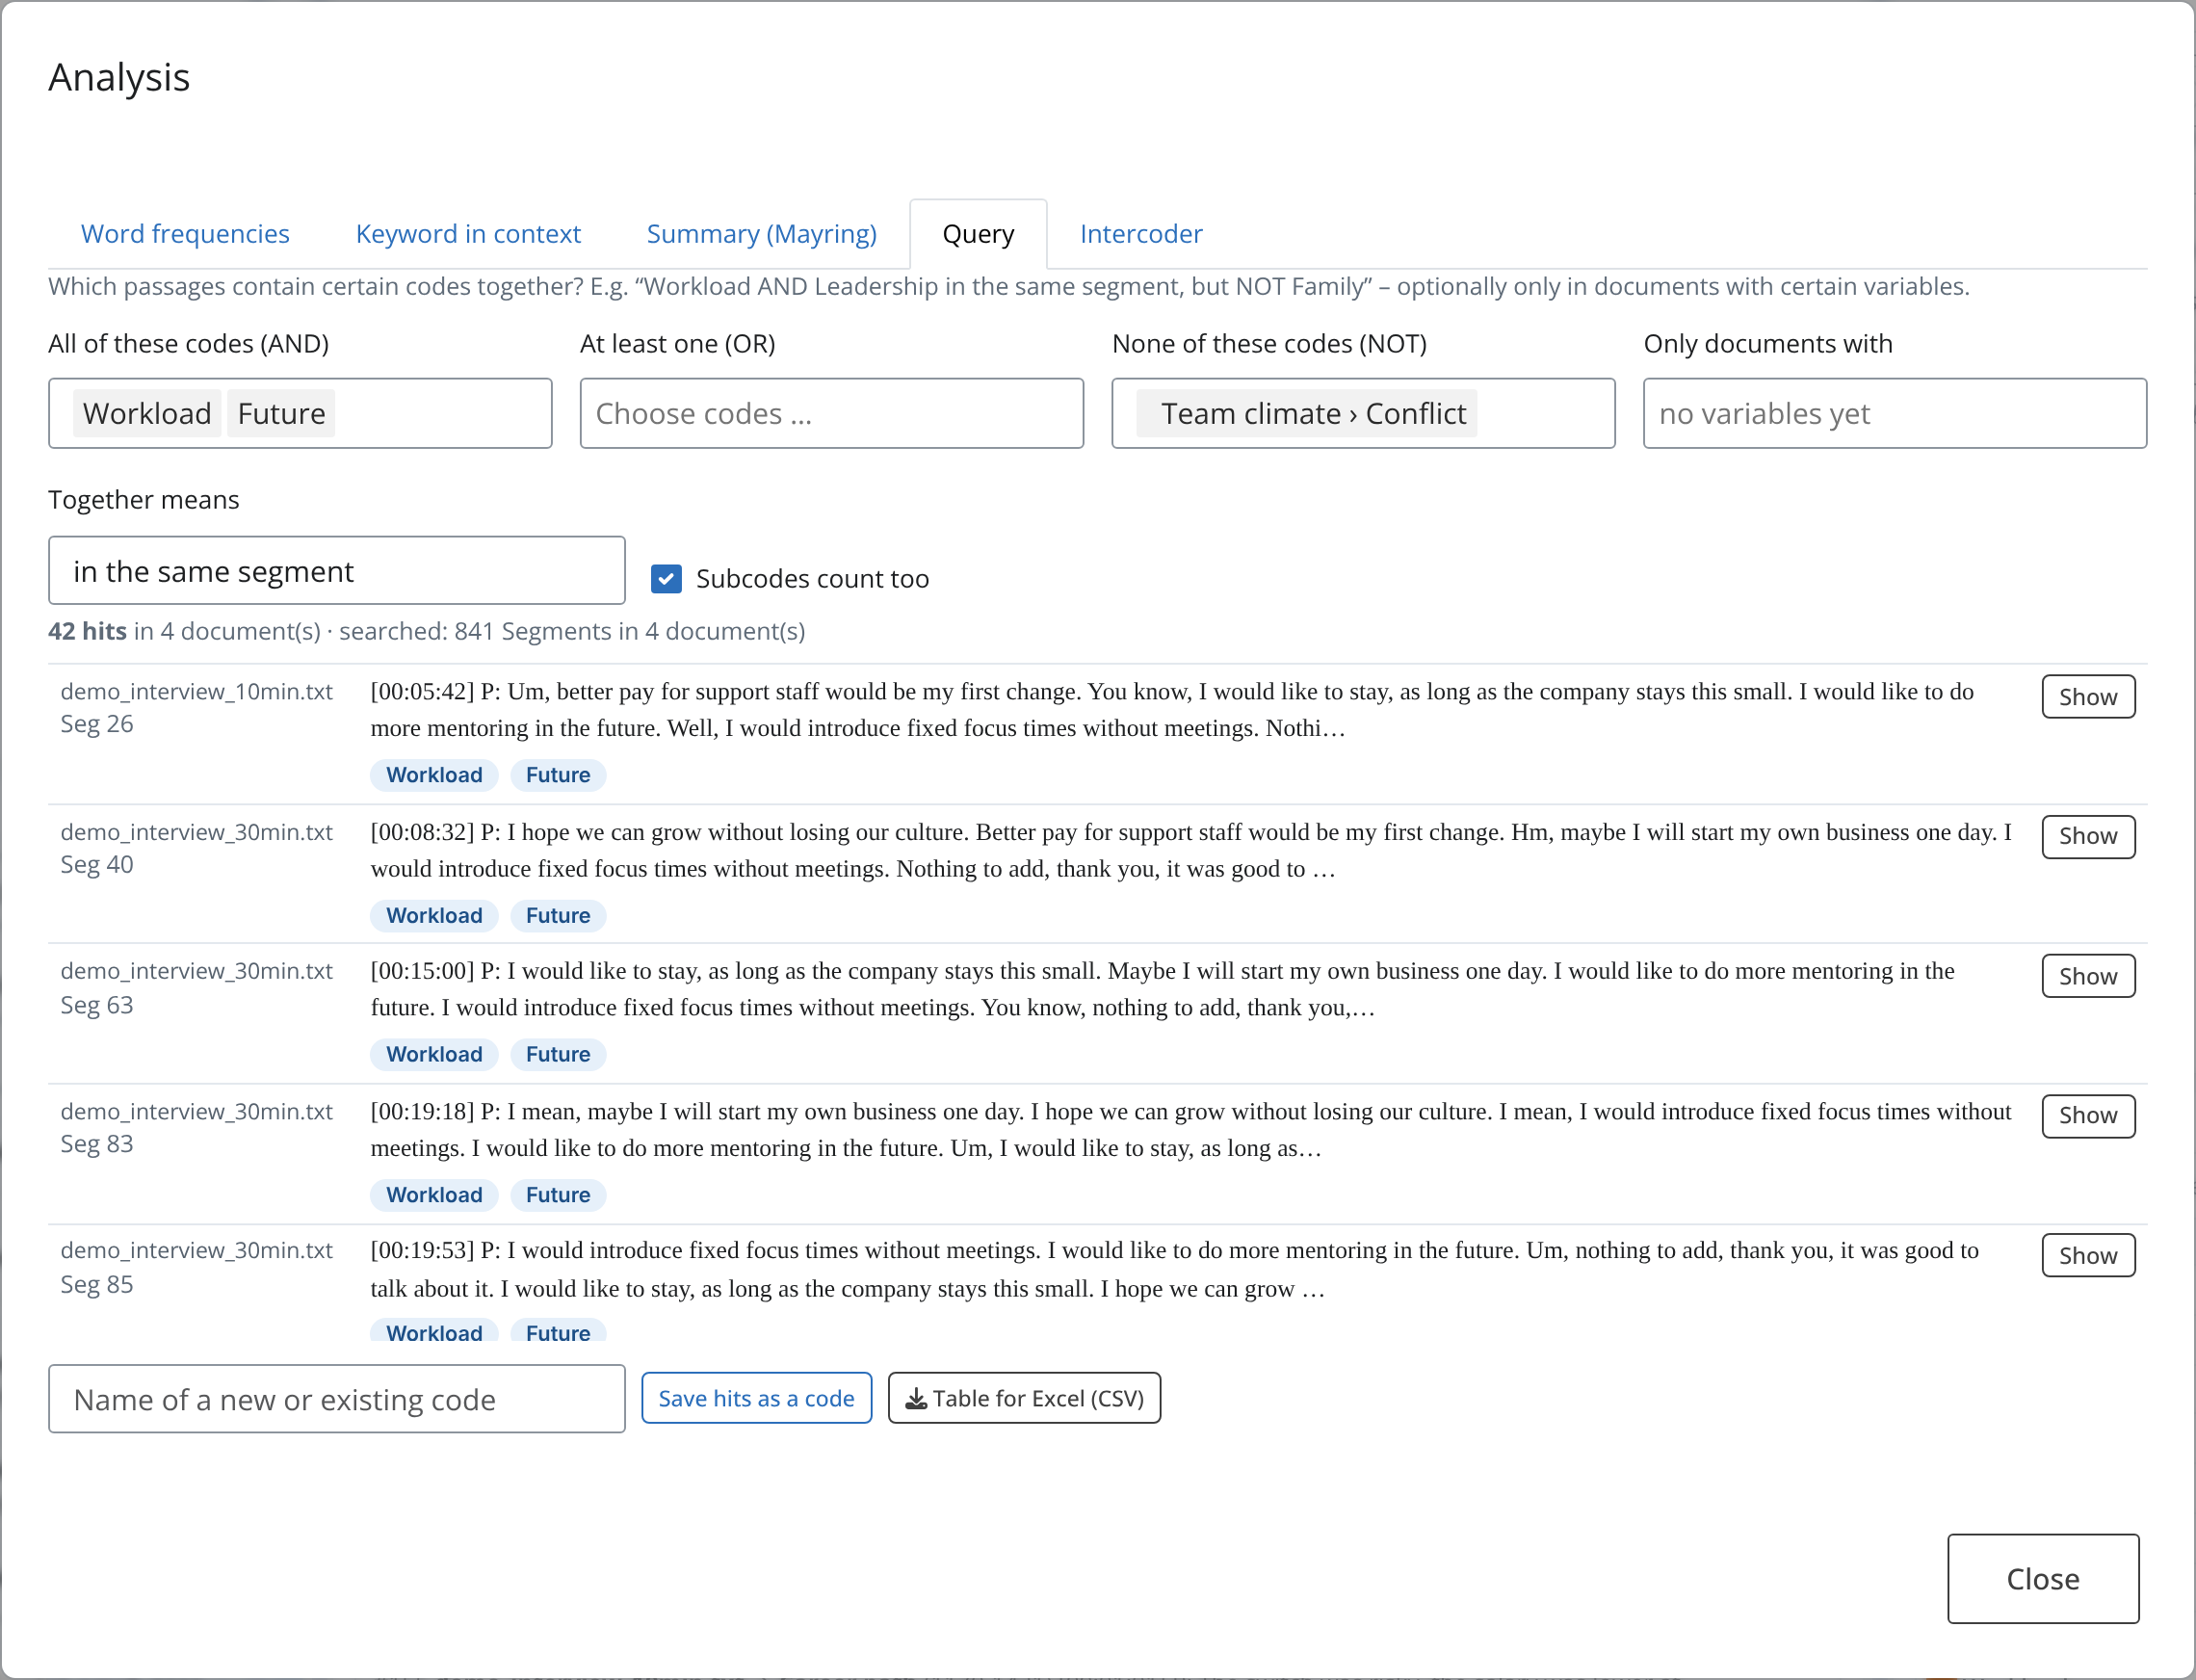 Analysis
Word frequencies
Keyword in context
Summary (Mayring)
Query
Intercoder
Which passages contain certain codes together? E.g. “Workload AND Leadership in the same segment, but NOT Family” – optionally only in documents with certain variables.
All of these codes (AND)
At least one (OR)
None of these codes (NOT)
Only documents with
Workload Future
Choose codes ...
Team climate › Conflict
no variables yet
Together means
in the same segment
Subcodes count too
42 hits in 4 document(s) · searched: 841 Segments in 4 document(s)
demo_interview_10min.txt
Seg 26
[00:05:42] P: Um, better pay for support staff would be my first change. You know, I would like to stay, as long as the company stays this small. I would like to do
more mentoring in the future. Well, I would introduce fixed focus times without meetings. Nothi…
Workload Future
Show
demo_interview_30min.txt
Seg 40
[00:08:32] P: I hope we can grow without losing our culture. Better pay for support staff would be my first change. Hm, maybe I will start my own business one day. I
would introduce fixed focus times without meetings. Nothing to add, thank you, it was good to …
Workload Future
Show
demo_interview_30min.txt
Seg 63
[00:15:00] P: I would like to stay, as long as the company stays this small. Maybe I will start my own business one day. I would like to do more mentoring in the
future. I would introduce fixed focus times without meetings. You know, nothing to add, thank you,…
Workload Future
Show
demo_interview_30min.txt
Seg 83
[00:19:18] P: I mean, maybe I will start my own business one day. I hope we can grow without losing our culture. I mean, I would introduce fixed focus times without
meetings. I would like to do more mentoring in the future. Um, I would like to stay, as long as…
Workload Future
Show
demo_interview_30min.txt
Seg 85
[00:19:53] P: I would introduce fixed focus times without meetings. I would like to do more mentoring in the future. Um, nothing to add, thank you, it was good to
talk about it. I would like to stay, as long as the company stays this small. I hope we can grow …
Workload Future
Show
Name of a new or existing code
Save hits as a code
Table for Excel (CSV)
Close